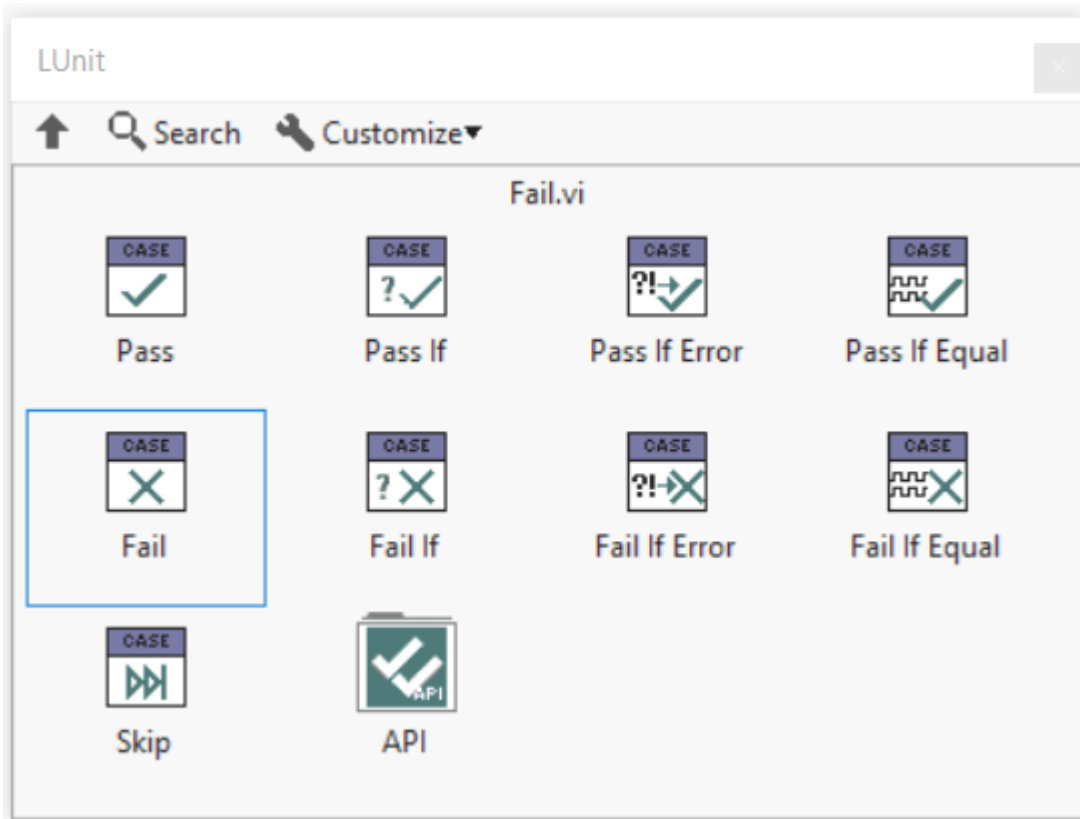 LUnit
Search Customize
Fail.vi
CASE CASE CASE CASE
? ?!
Pass Pass If Pass If Error Pass If Equal
CASE CASE CASE CASE
? ?!
Fail Fail If Fail If Error Fail If Equal
CASE
API
Skip API